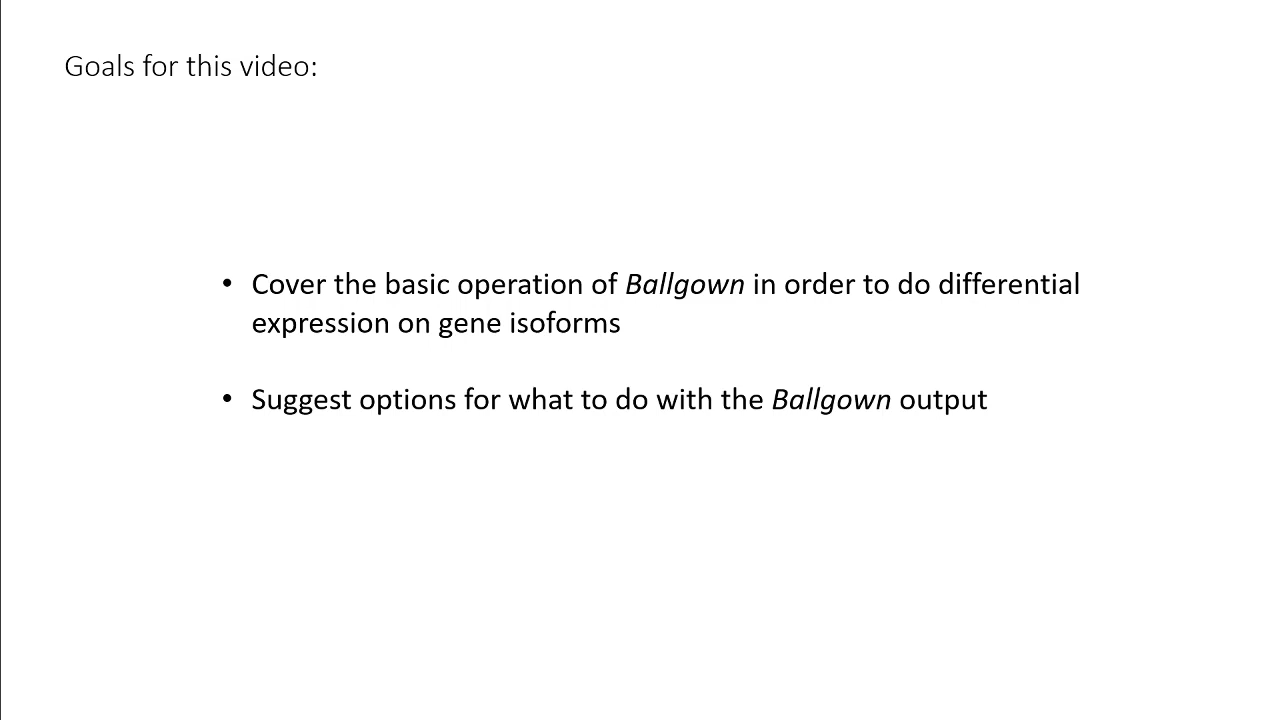 Goals for this video:
• Cover the basic operation of Ballgown in order to do differential
expression on gene isoforms
• Suggest options for what to do with the Ballgown output